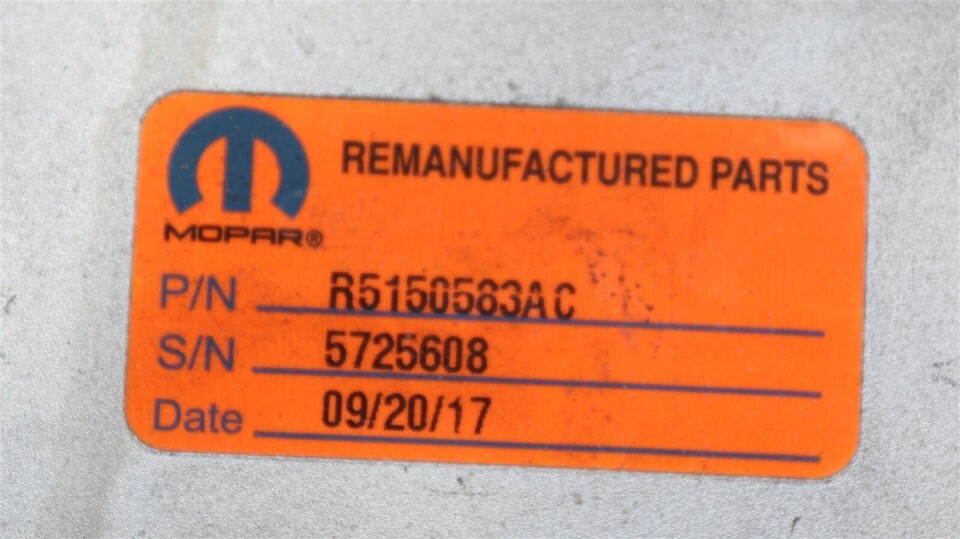 REMANUFACTURED PARTS
MOPAR®
P/N R5150583AC
S/N 5725608
Date 09/20/17